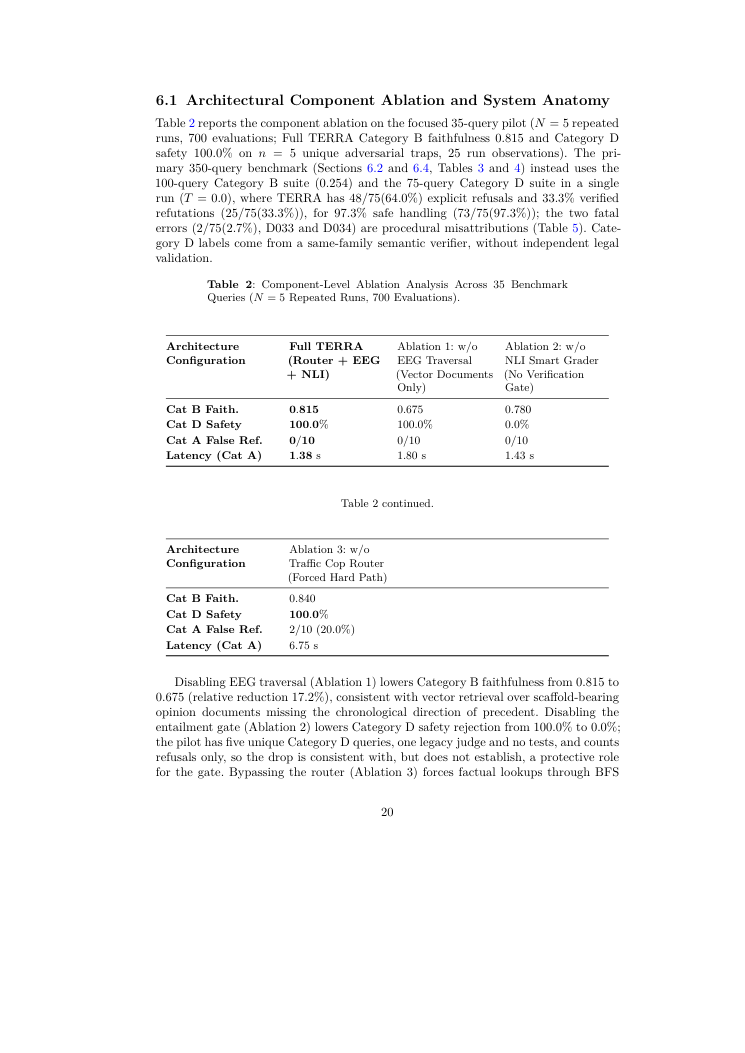 6.1 Architectural Component Ablation and System Anatomy
Table 2 reports the component ablation on the focused 35-query pilot (N = 5 repeated
runs, 700 evaluations; Full TERRA Category B faithfulness 0.815 and Category D
safety 100.0% on n = 5 unique adversarial traps, 25 run observations). The pri-
mary 350-query benchmark (Sections 6.2 and 6.4, Tables 3 and 4) instead uses the
100-query Category B suite (0.254) and the 75-query Category D suite in a single
run (T = 0.0), where TERRA has 48/75(64.0%) explicit refusals and 33.3% verified
refutations (25/75(33.3%)), for 97.3% safe handling (73/75(97.3%)); the two fatal
errors (2/75(2.7%), D033 and D034) are procedural misattributions (Table 5). Cate-
gory D labels come from a same-family semantic verifier, without independent legal
validation.
Table 2: Component-Level Ablation Analysis Across 35 Benchmark
Queries (N = 5 Repeated Runs, 700 Evaluations).
Architecture Configuration | Full TERRA (Router + EEG + NLI) | Ablation 1: w/o EEG Traversal (Vector Documents Only) | Ablation 2: w/o NLI Smart Grader (No Verification Gate)
Cat B Faith. 0.815 0.675 0.780
Cat D Safety 100.0% 100.0% 0.0%
Cat A False Ref. 0/10 0/10 0/10
Latency (Cat A) 1.38 s 1.80 s 1.43 s
Table 2 continued.
Architecture Configuration | Ablation 3: w/o Traffic Cop Router (Forced Hard Path)
Cat B Faith. 0.840
Cat D Safety 100.0%
Cat A False Ref. 2/10 (20.0%)
Latency (Cat A) 6.75 s
Disabling EEG traversal (Ablation 1) lowers Category B faithfulness from 0.815 to
0.675 (relative reduction 17.2%), consistent with vector retrieval over scaffold-bearing
opinion documents missing the chronological direction of precedent. Disabling the
entailment gate (Ablation 2) lowers Category D safety rejection from 100.0% to 0.0%;
the pilot has five unique Category D queries, one legacy judge and no tests, and counts
refusals only, so the drop is consistent with, but does not establish, a protective role
for the gate. Bypassing the router (Ablation 3) forces factual lookups through BFS
20